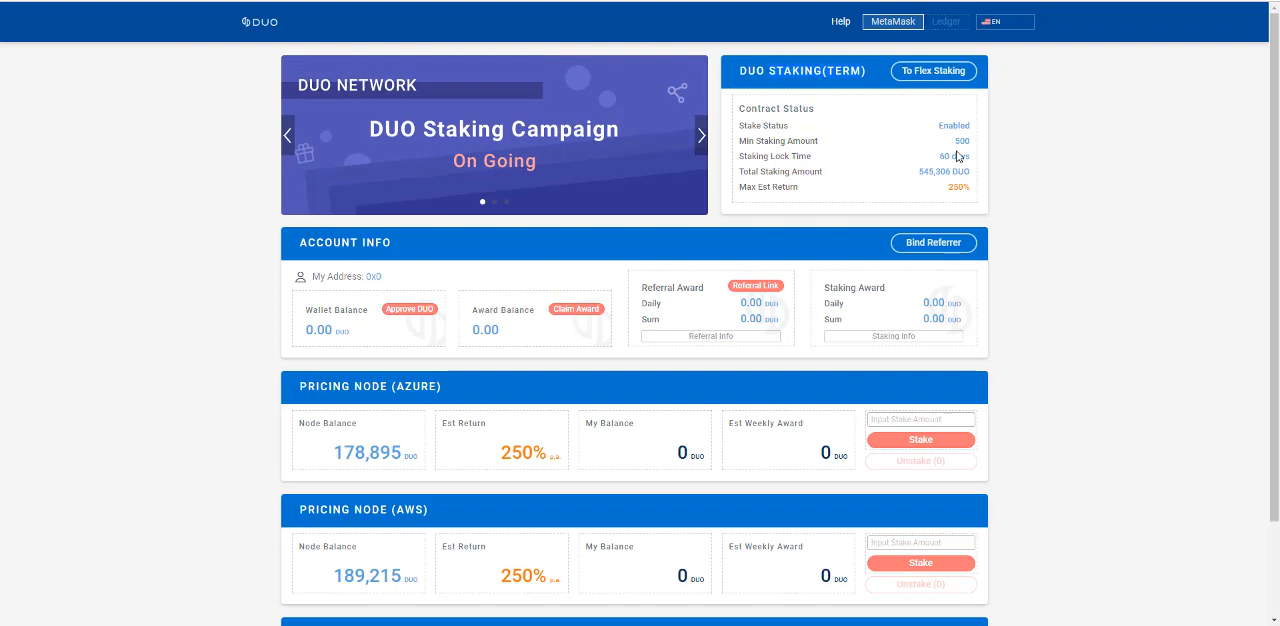 DUO
Help
MetaMask
Ledger
EN
DUO NETWORK
DUO Staking Campaign
On Going
DUO STAKING(TERM)
To Flex Staking
Contract Status
Stake Status Enabled
Min Staking Amount 500
Staking Lock Time 60 days
Total Staking Amount 545,306 DUO
Max Est Return 250%
ACCOUNT INFO
Bind Referrer
My Address: 0x0
Wallet Balance Approve DUO
0.00 DUO
Award Balance Claim Award
0.00
Referral Award Referral Link
Daily 0.00 DUO
Sum 0.00 DUO
Referral Info
Staking Award
Daily 0.00 DUO
Sum 0.00 DUO
Staking Info
PRICING NODE (AZURE)
Node Balance
178,895 DUO
Est Return
250% p.a.
My Balance
0 DUO
Est Weekly Award
0 DUO
Input Stake Amount
Stake
Unstake (0)
PRICING NODE (AWS)
Node Balance
189,215 DUO
Est Return
250% p.a.
My Balance
0 DUO
Est Weekly Award
0 DUO
Input Stake Amount
Stake
Unstake (0)